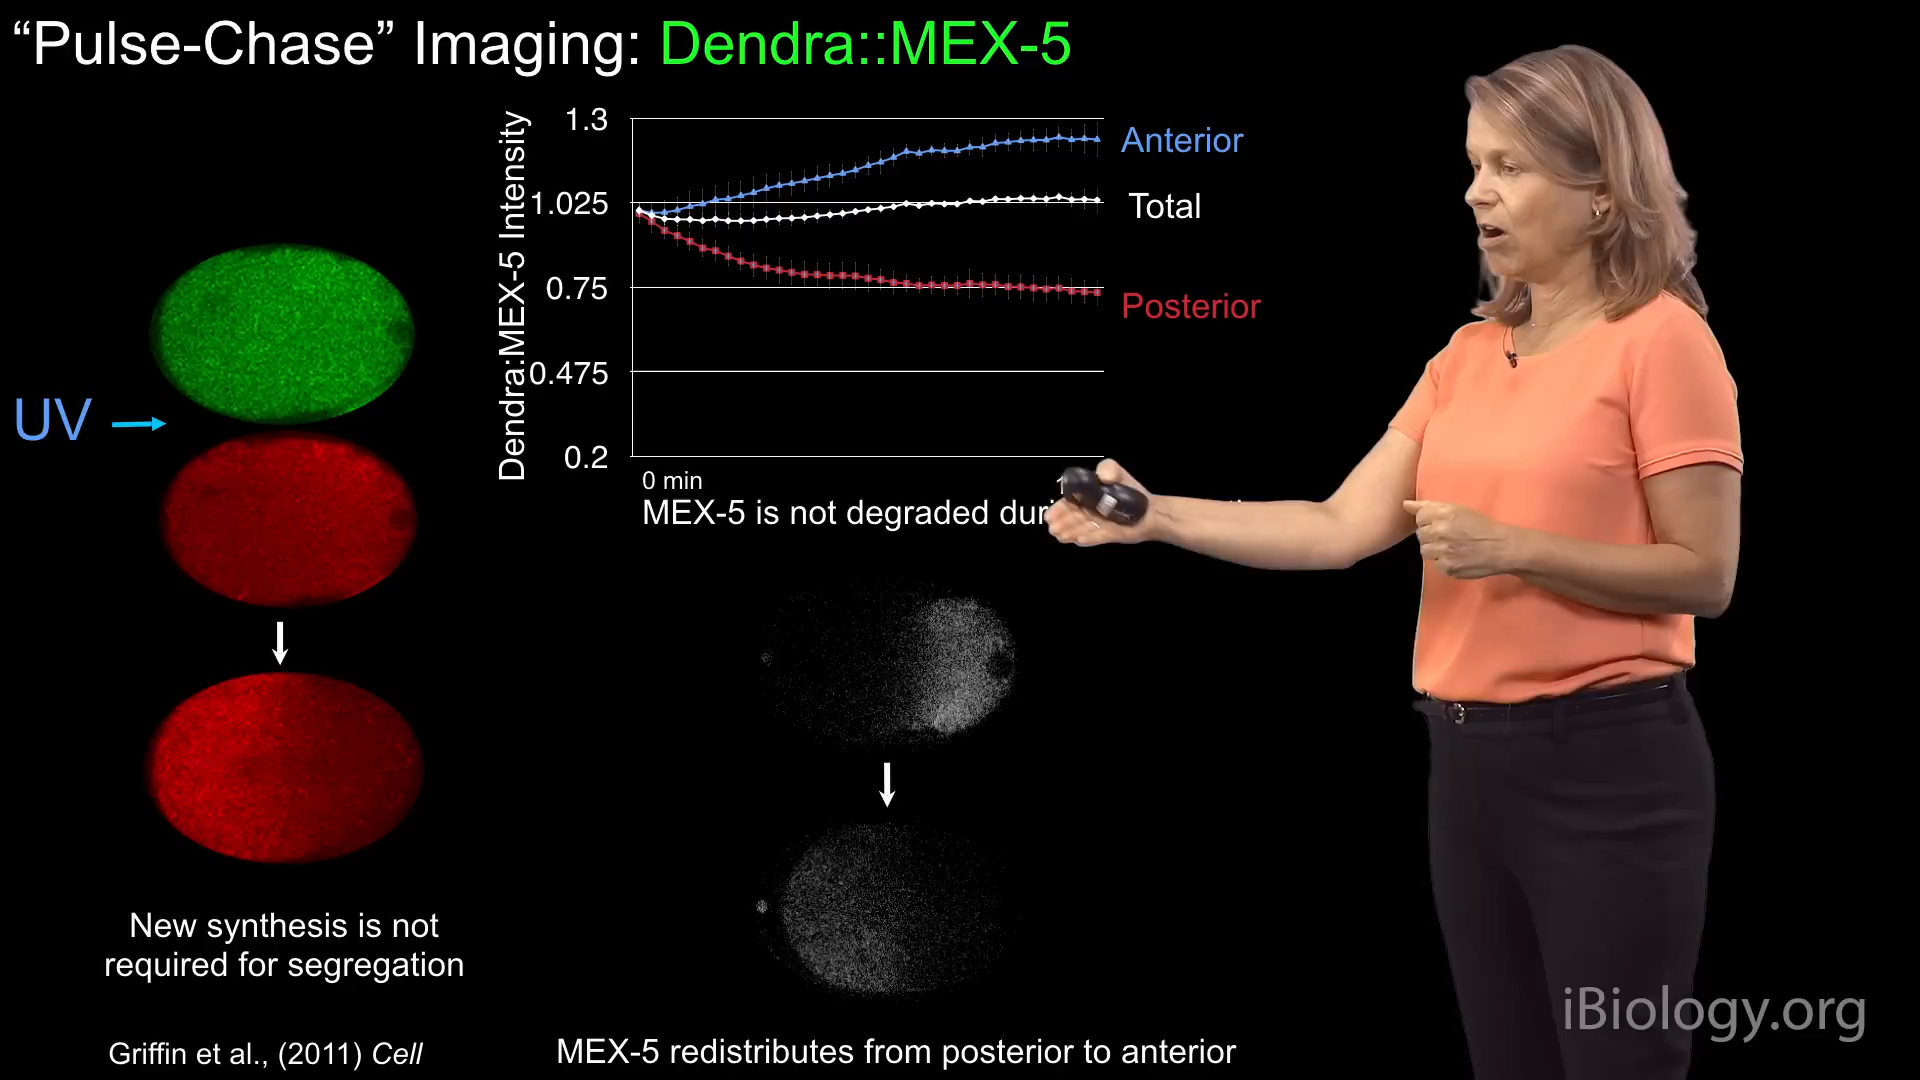 “Pulse-Chase” Imaging: Dendra::MEX-5
Dendra:MEX-5 Intensity
1.3
1.025
0.75
0.475
0.2
Anterior
Total
Posterior
0 min
MEX-5 is not degraded
UV
New synthesis is not
required for segregation
Griffin et al., (2011) Cell
MEX-5 redistributes from posterior to anterior
iBiology.org